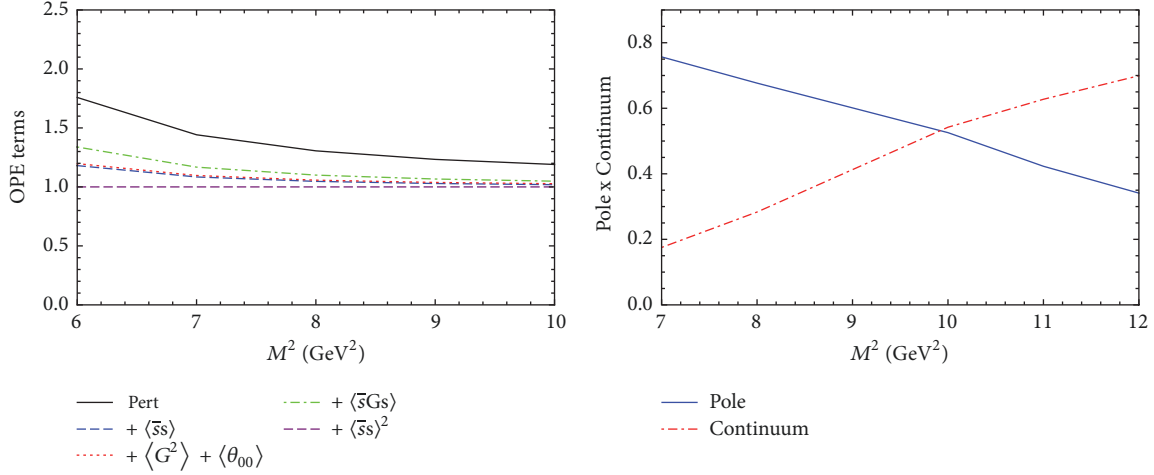 OPE terms
2.5
2.0
1.5
1.0
0.5
0.0
6 7 8 9 10
M² (GeV²)
Pert
+ ⟨s̅s⟩
+ ⟨G²⟩ + ⟨θ₀₀⟩
+ ⟨s̅Gs⟩
+ ⟨s̅s⟩²
Pole x Continuum
0.8
0.6
0.4
0.2
0.0
7 8 9 10 11 12
M² (GeV²)
Pole
Continuum